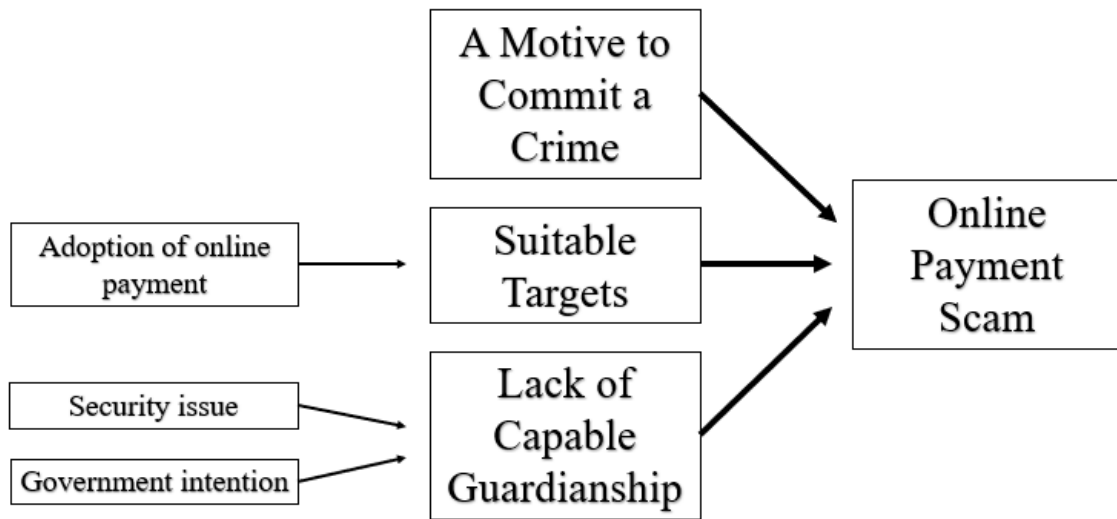 A Motive to
Commit a
Crime
Adoption of online
payment
Suitable
Targets
Online
Payment
Scam
Security issue
Government intention
Lack of
Capable
Guardianship